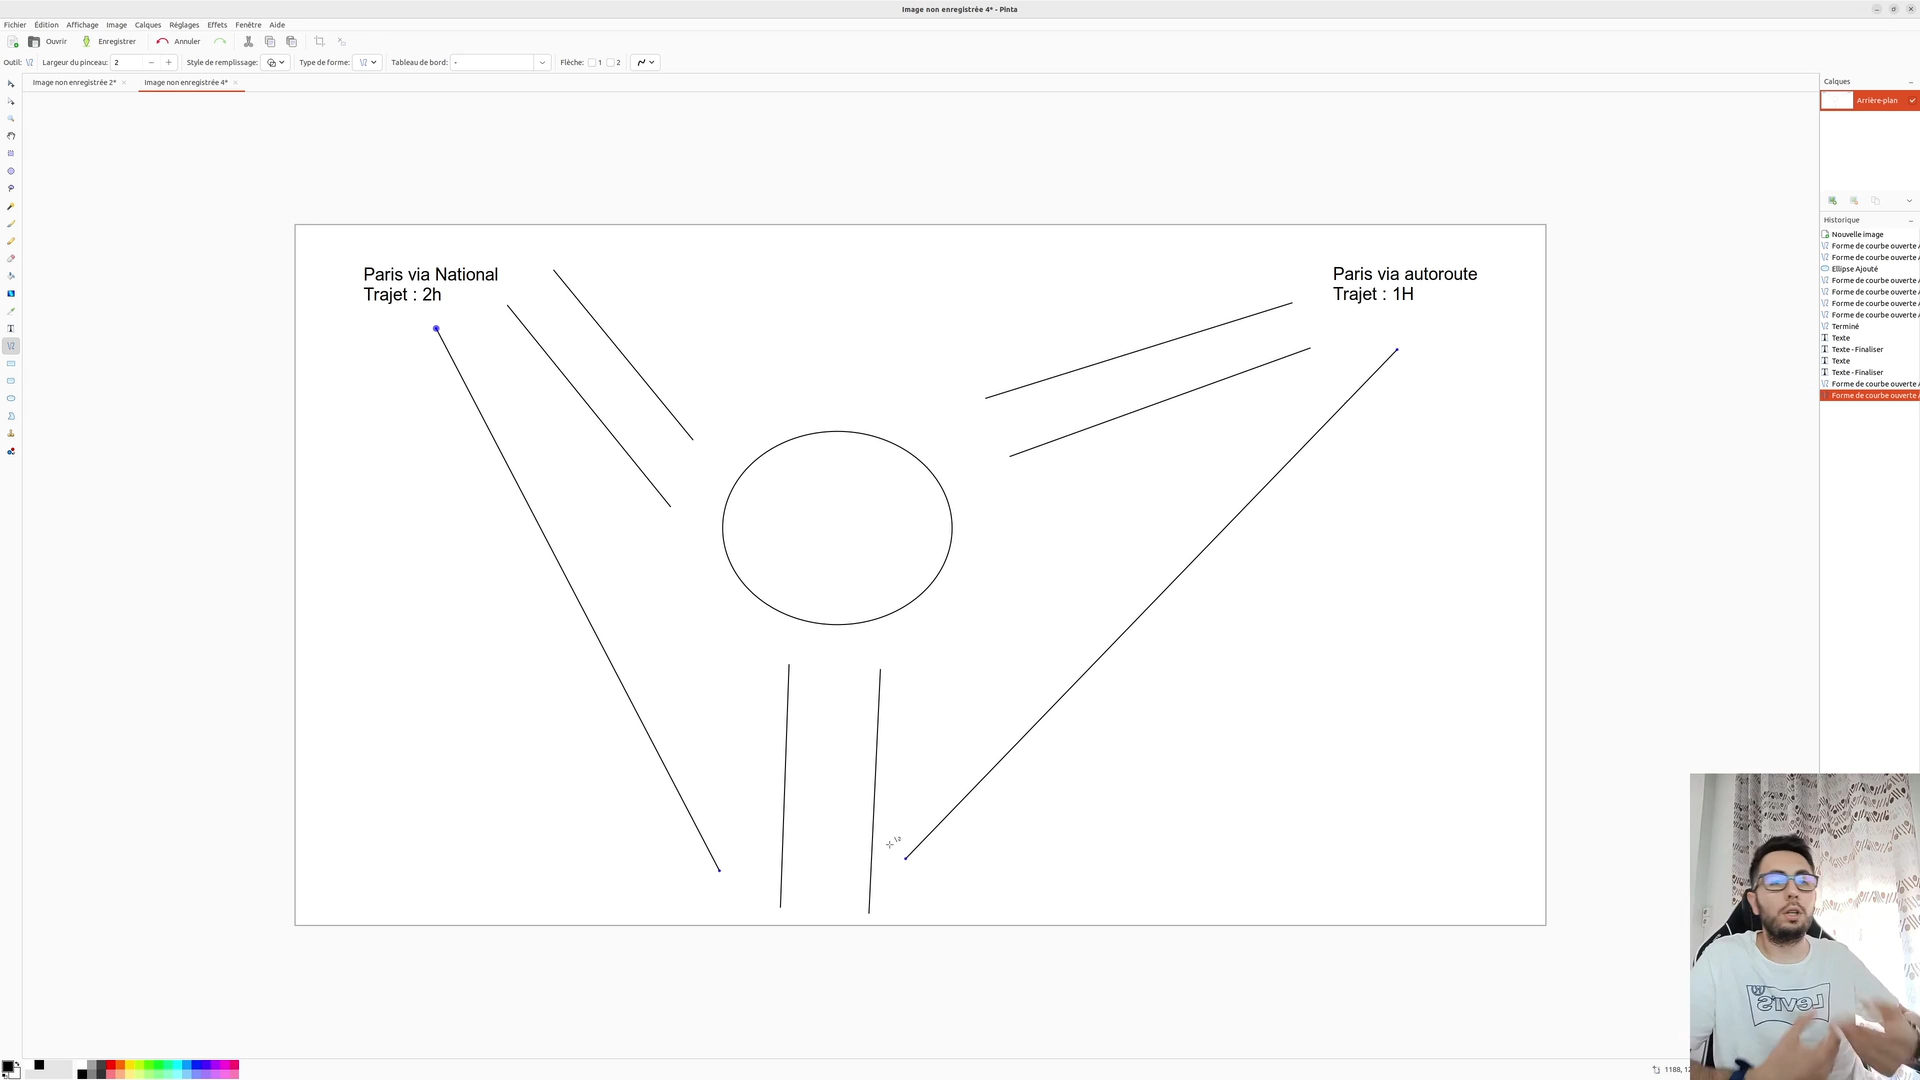 Image non enregistrée 4* - Pinta
Fichier Édition Affichage Image Calques Réglages Effets Fenêtre Aide
Ouvrir Enregistrer Annuler
Outil: Largeur du pinceau: 2 Style de remplissage: Type de forme: Tableau de bord: - Flèche: 1 2
Image non enregistrée 2* Image non enregistrée 4*
Calques
Arrière-plan
Historique
Nouvelle image
Forme de courbe ouverte
Forme de courbe ouverte
Ellipse Ajouté
Forme de courbe ouverte
Forme de courbe ouverte
Forme de courbe ouverte
Forme de courbe ouverte
Terminé
Texte
Texte - Finaliser
Texte
Texte - Finaliser
Forme de courbe ouverte
Forme de courbe ouverte
Paris via National
Trajet : 2h
Paris via autoroute
Trajet : 1H
Levi's